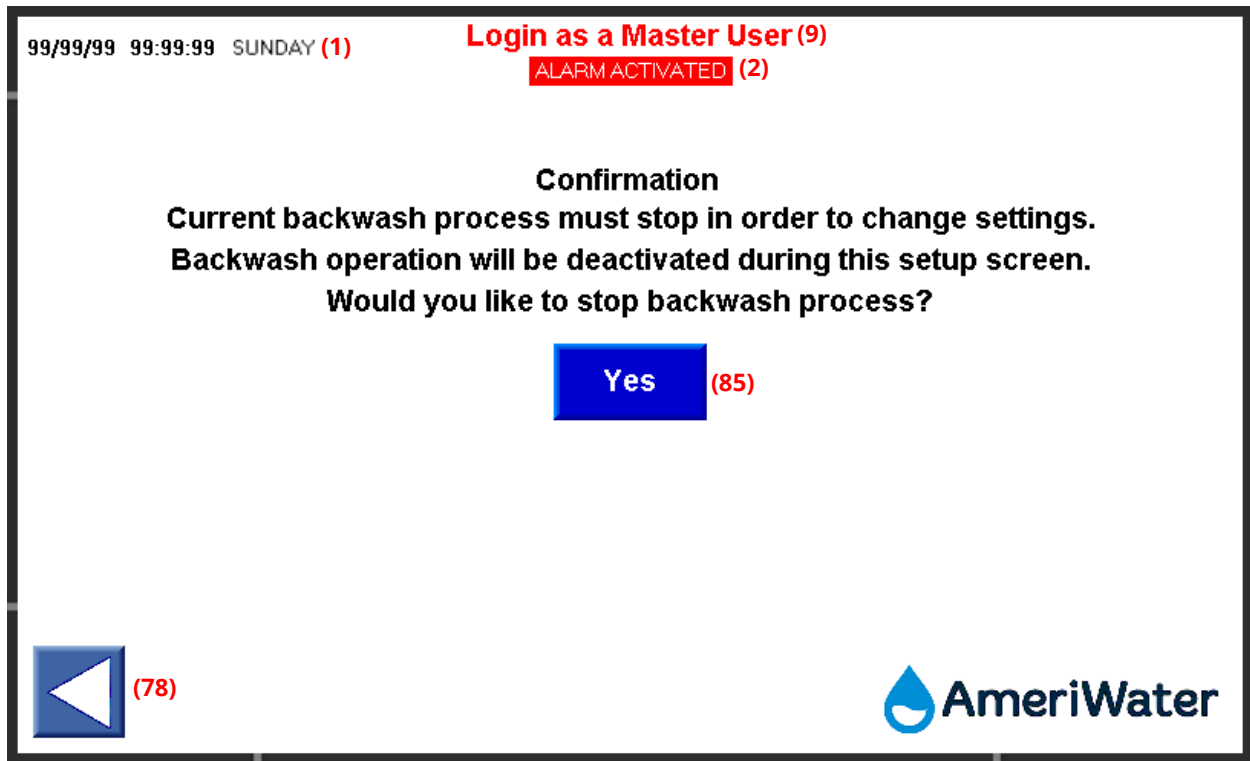 99/99/99 99:99:99 SUNDAY (1)
Login as a Master User (9)
ALARM ACTIVATED (2)
Confirmation
Current backwash process must stop in order to change settings.
Backwash operation will be deactivated during this setup screen.
Would you like to stop backwash process?
Yes (85)
(78)
AmeriWater